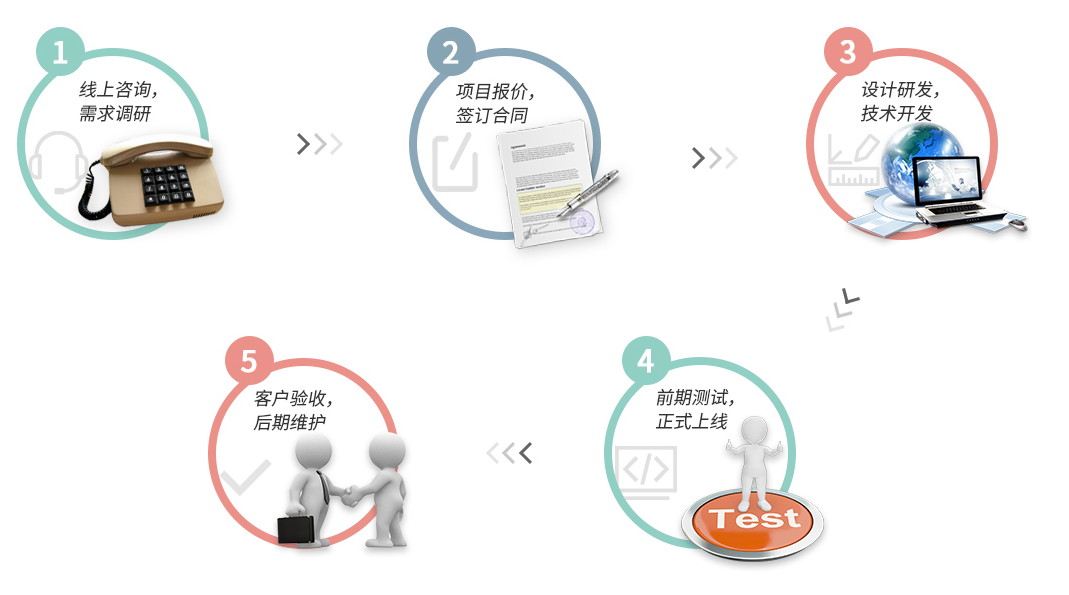 1
线上咨询，
需求调研
2
项目报价，
签订合同
3
设计研发，
技术开发
4
前期测试，
正式上线
Test
5
客户验收，
后期维护